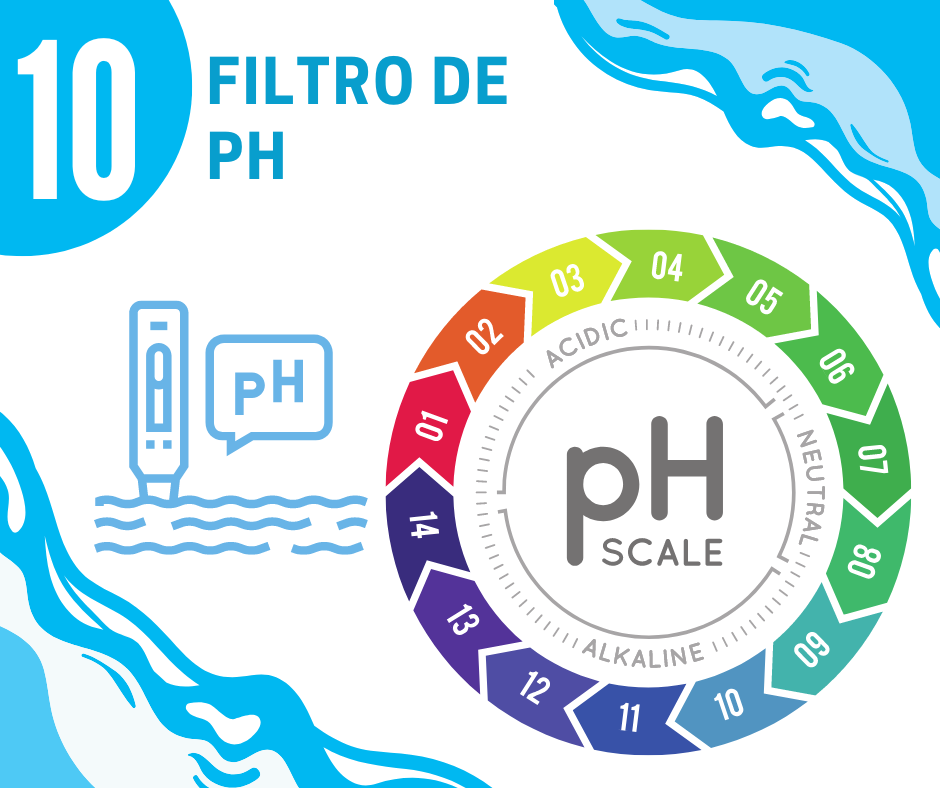 10
FILTRO DE
PH
PH
01
02
03
04
05
06
07
08
09
10
11
12
13
14
ACIDIC
NEUTRAL
ALKALINE
pH
SCALE